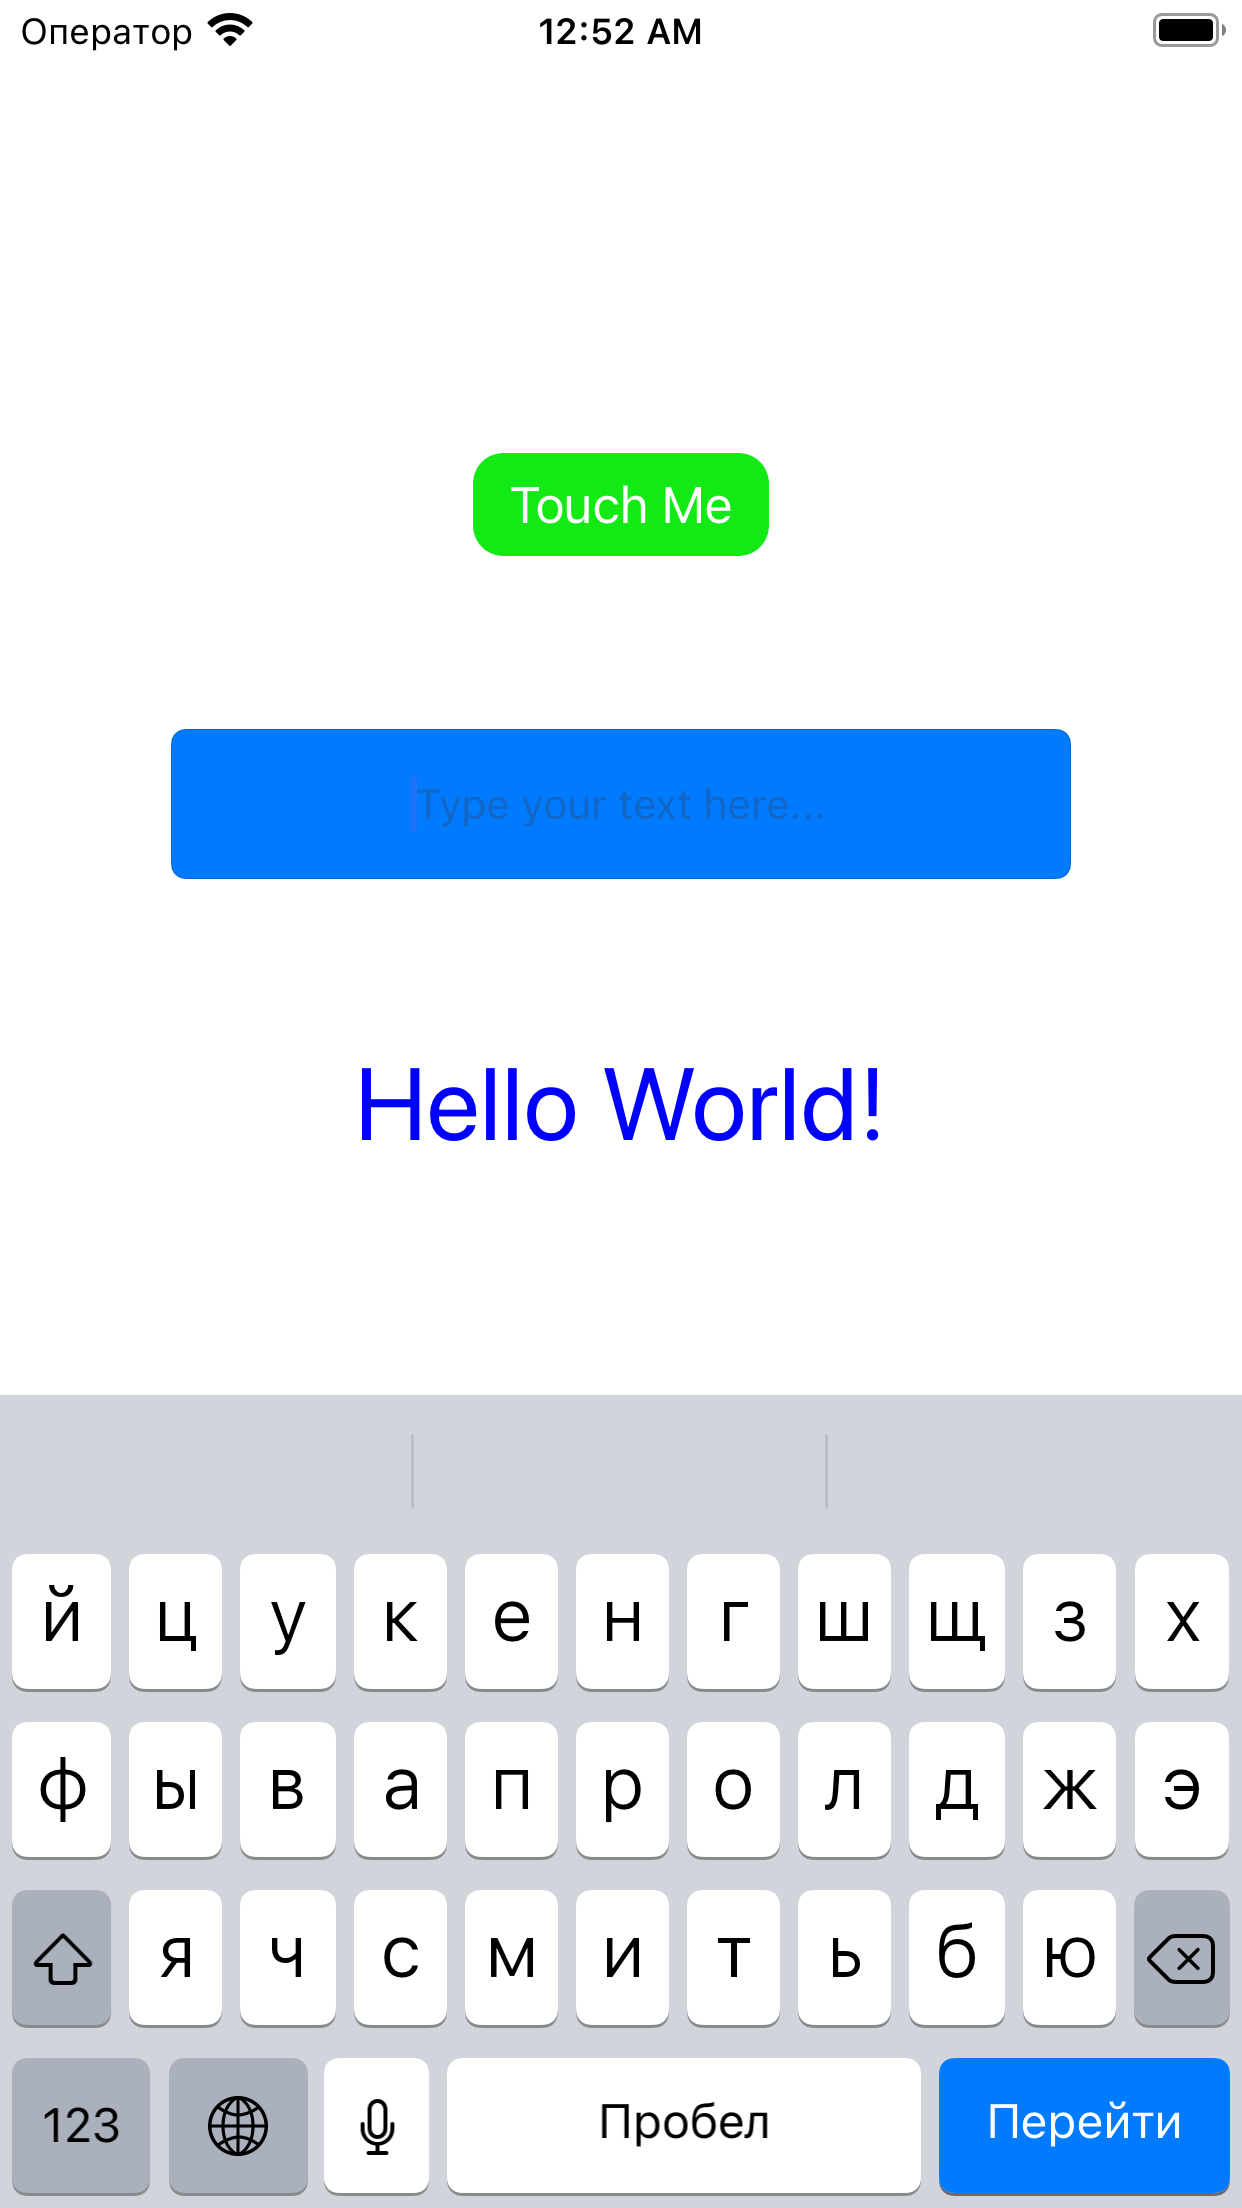 Оператор 12:52 AM
Touch Me
Type your text here...
Hello World!
й ц у к е н г ш щ з х
ф ы в а п р о л д ж э
я ч с м и т ь б ю
123 Пробел Перейти